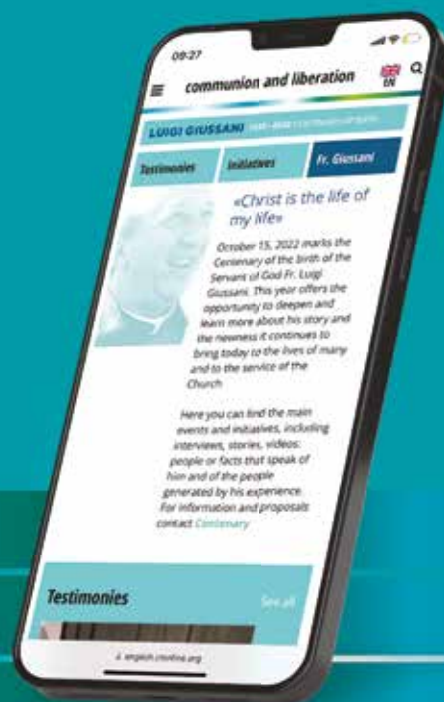 09:27
communion and liberation
EN
LUIGI GIUSSANI 1922 - 2022
Testimonies
Initiatives
Fr. Giussani
«Christ is the life of
my life»
October 15, 2022 marks the
Centenary of the birth of the
Servant of God Fr. Luigi
Giussani. This year offers the
opportunity to deepen and
learn more about his story and
the newness it continues to
bring today to the lives of many
and to the service of the
Church.
Here you can find the main
events and initiatives, including
interviews, stories, videos:
people or facts that speak of
him and of the people
generated by his experience.
For information and proposals
contact Centenary
Testimonies
See all
english.clonline.org